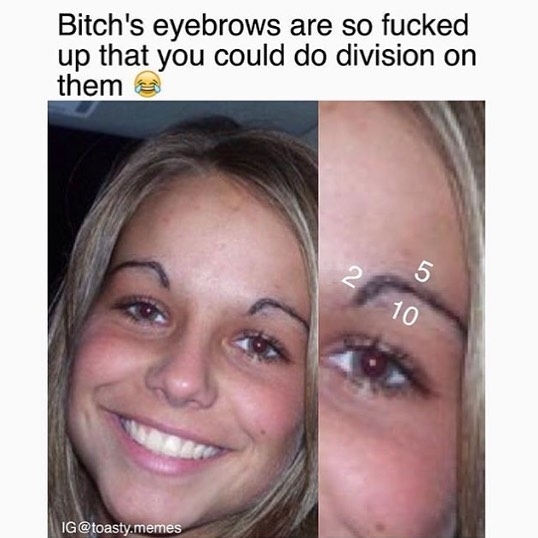 Bitch's eyebrows are so fucked
up that you could do division on
them 😂
5
2
10
IG@toasty.memes